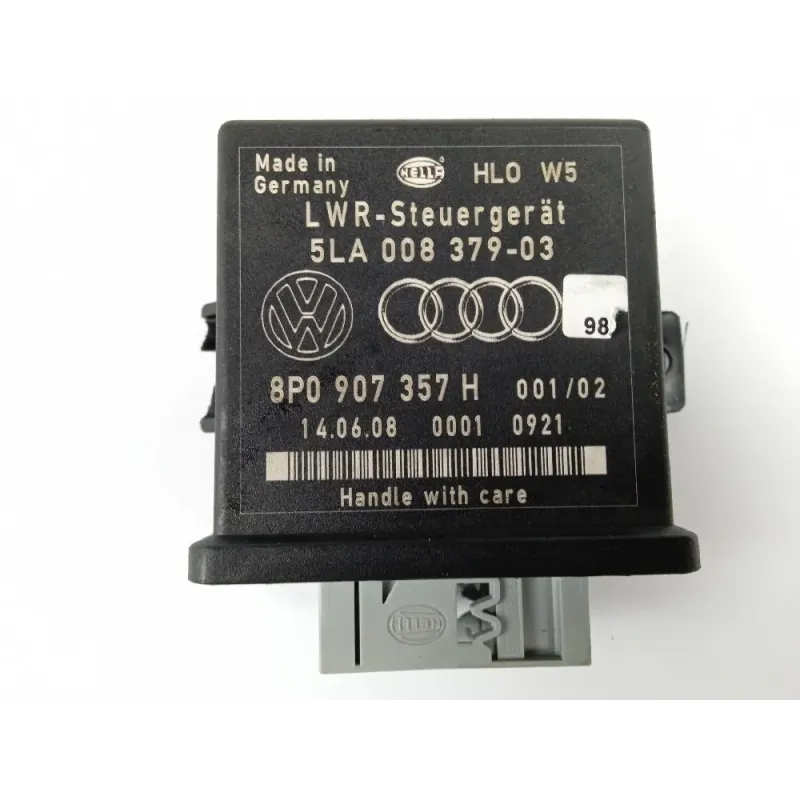 Made in
Germany
HELLA
HLO W5
LWR-Steuergerät
5LA 008 379-03
98
8P0 907 357 H 001/02
14.06.08 0001 0921
Handle with care
HELLA